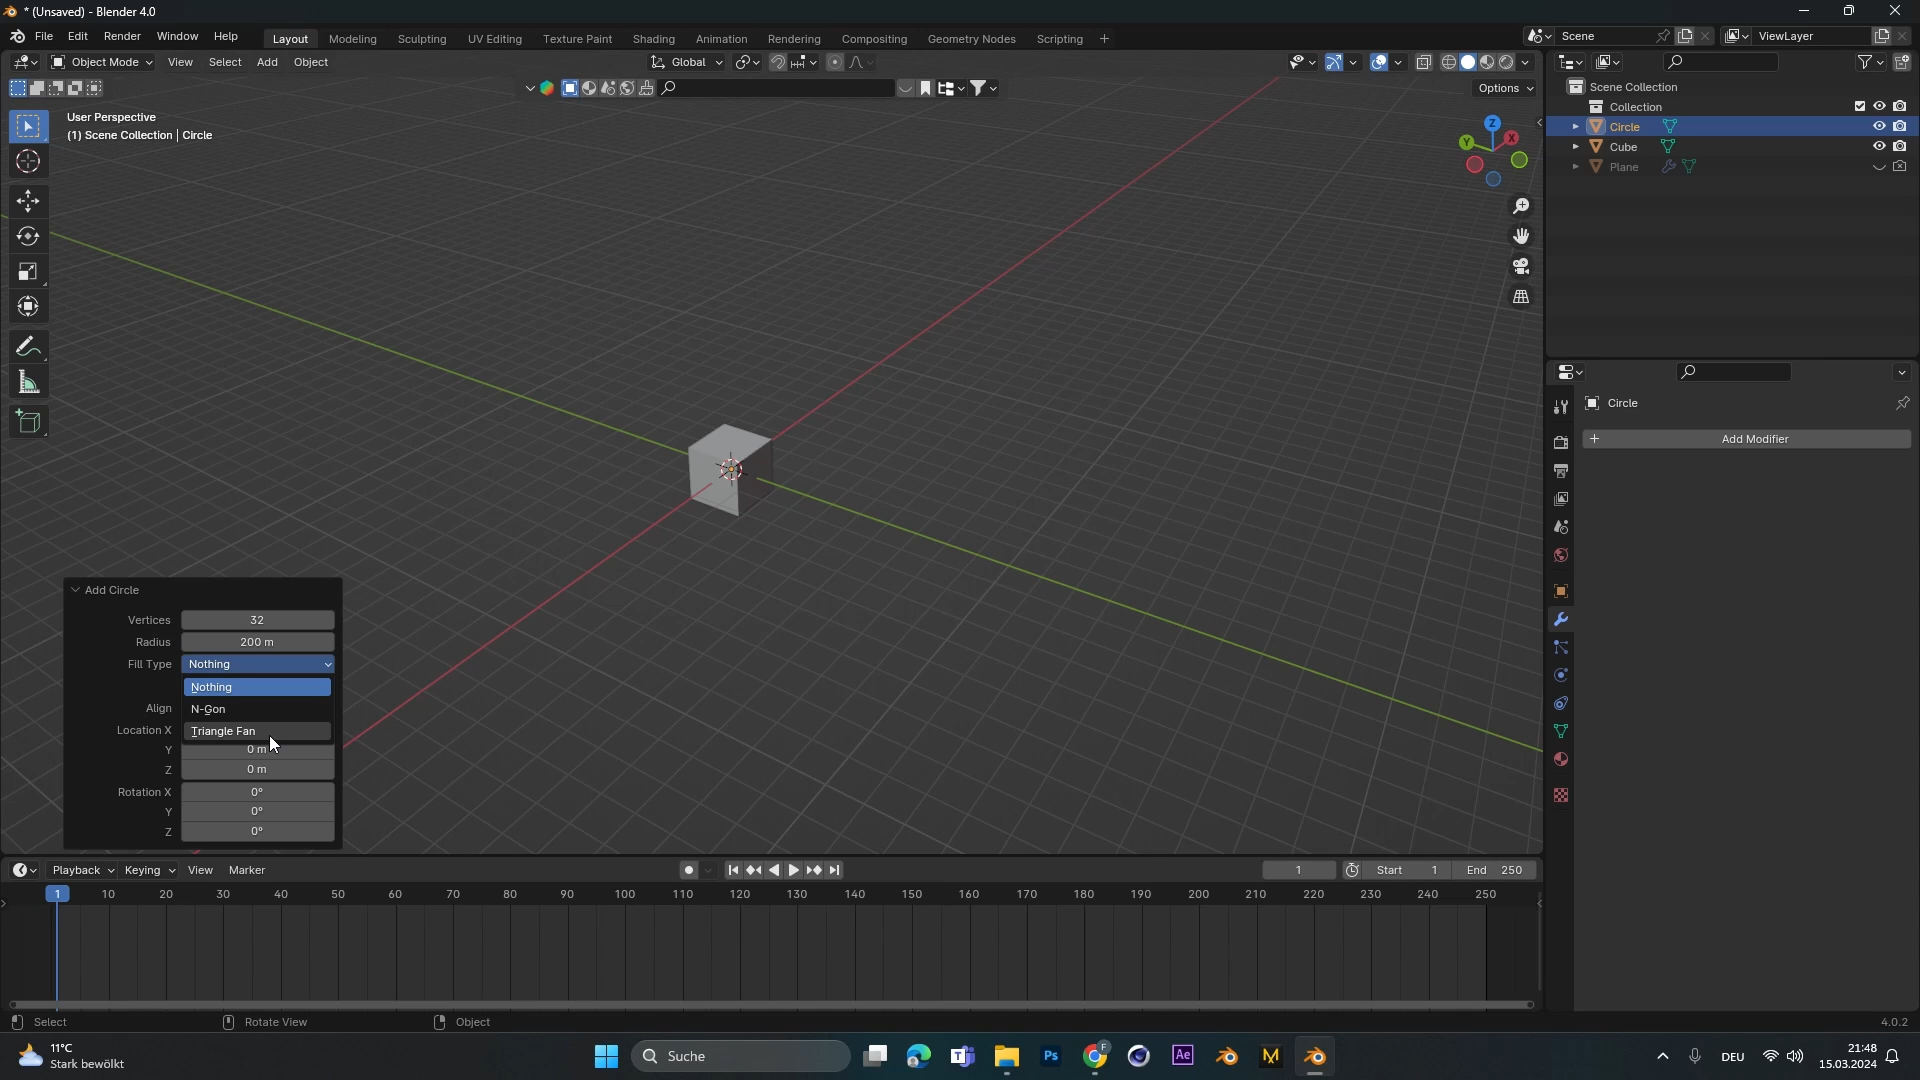 * (Unsaved) - Blender 4.0
File Edit Render Window Help Layout Modeling Sculpting UV Editing Texture Paint Shading Animation Rendering Compositing Geometry Nodes Scripting + Scene ViewLayer
Object Mode View Select Add Object Global
Options
User Perspective
(1) Scene Collection | Circle
Z
Y X
Scene Collection
Collection
Circle
Cube
Plane
Circle
+ Add Modifier
Add Circle
Vertices 32
Radius 200 m
Fill Type Nothing
Nothing
Align N-Gon
Location X Triangle Fan
Y 0 m
Z 0 m
Rotation X 0°
Y 0°
Z 0°
Playback Keying View Marker 1 Start 1 End 250
1 10 20 30 40 50 60 70 80 90 100 110 120 130 140 150 160 170 180 190 200 210 220 230 240 250
Select Rotate View Object 4.0.2
11°C
Stark bewölkt
Suche
Ps
Ae
M
F
DEU
21:48
15.03.2024